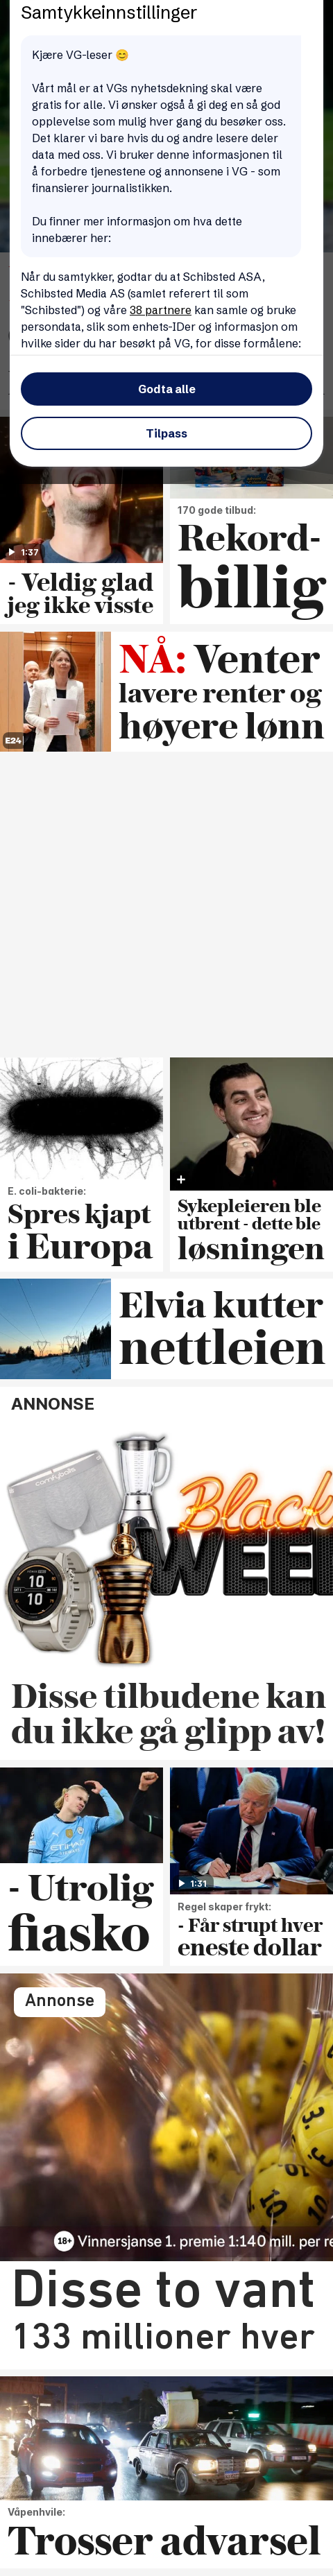 Samtykkeinnstillinger
Kjære VG-leser 😊
Vårt mål er at VGs nyhetsdekning skal være
gratis for alle. Vi ønsker også å gi deg en så god
opplevelse som mulig hver gang du besøker oss.
Det klarer vi bare hvis du og andre lesere deler
data med oss. Vi bruker denne informasjonen til
å forbedre tjenestene og annonsene i VG - som
finansierer journalistikken.
Du finner mer informasjon om hva dette
innebærer her:
Når du samtykker, godtar du at Schibsted ASA,
Schibsted Media AS (samlet referert til som
"Schibsted") og våre 38 partnere kan samle og bruke
persondata, slik som enhets-IDer og informasjon om
hvilke sider du har besøkt på VG, for disse formålene:
Godta alle
Tilpass
1:37
- Veldig glad
jeg ikke visste
170 gode tilbud:
Rekord-
billig
E24
NÅ: Venter
lavere renter og
høyere lønn
E. coli-bakterie:
Spres kjapt
i Europa
Sykepleieren ble
utbrent - dette ble
løsningen
Elvia kutter
nettleien
ANNONSE
comfyballs
10
10
Black
WEEK
Disse tilbudene kan
du ikke gå glipp av!
- Utrolig
fiasko
1:31
Regel skaper frykt:
- Får strupt hver
eneste dollar
Annonse
18+ Vinnersjanse 1. premie 1:140 mill. per re
Disse to vant
133 millioner hver
Våpenhvile:
Trosser advarsel